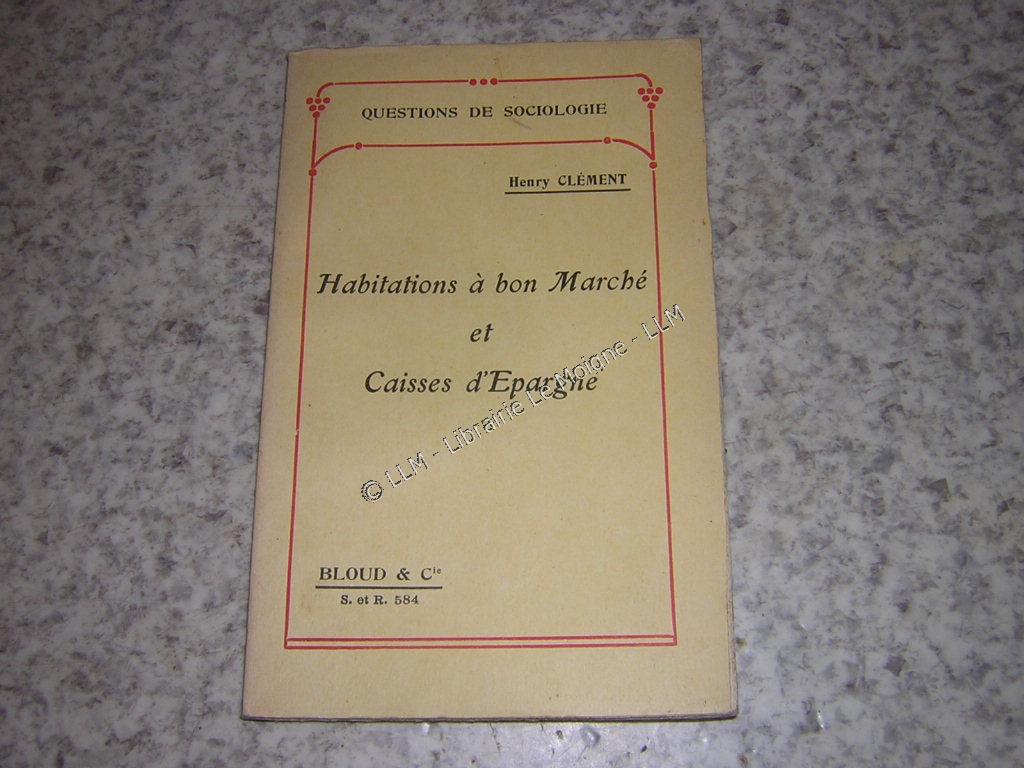 QUESTIONS DE SOCIOLOGIE
Henry CLÉMENT
Habitations à bon Marché
et
Caisses d'Epargne
© LLM - Librairie Le Moigne - LLM
BLOUD & Cie
S. et R. 584